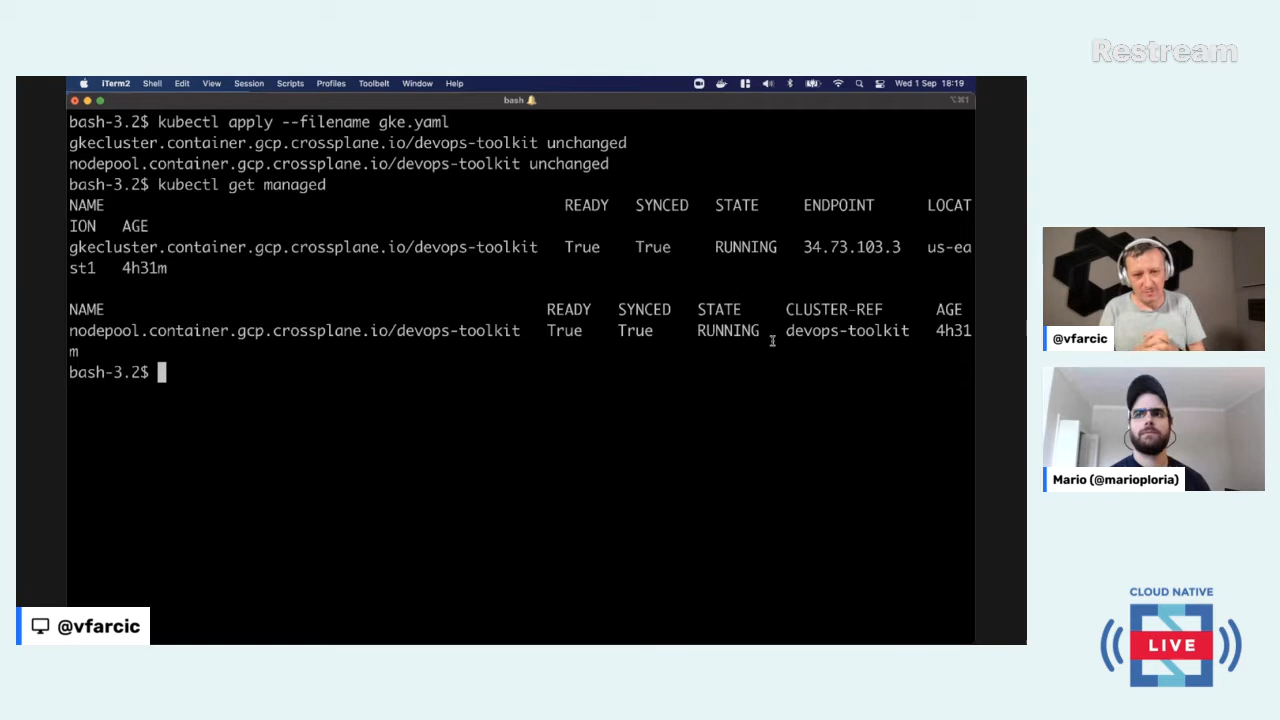 Restream
iTerm2 Shell Edit View Session Scripts Profiles Toolbelt Window Help Wed 1 Sep 18:19
bash
⌥⌘1
bash-3.2$ kubectl apply --filename gke.yaml
gkecluster.container.gcp.crossplane.io/devops-toolkit unchanged
nodepool.container.gcp.crossplane.io/devops-toolkit unchanged
bash-3.2$ kubectl get managed
NAME READY SYNCED STATE ENDPOINT LOCAT
ION AGE
gkecluster.container.gcp.crossplane.io/devops-toolkit True True RUNNING 34.73.103.3 us-ea
st1 4h31m
NAME READY SYNCED STATE CLUSTER-REF AGE
nodepool.container.gcp.crossplane.io/devops-toolkit True True RUNNING devops-toolkit 4h31
m
bash-3.2$
@vfarcic
@vfarcic
Mario (@marioploria)
CLOUD NATIVE
LIVE